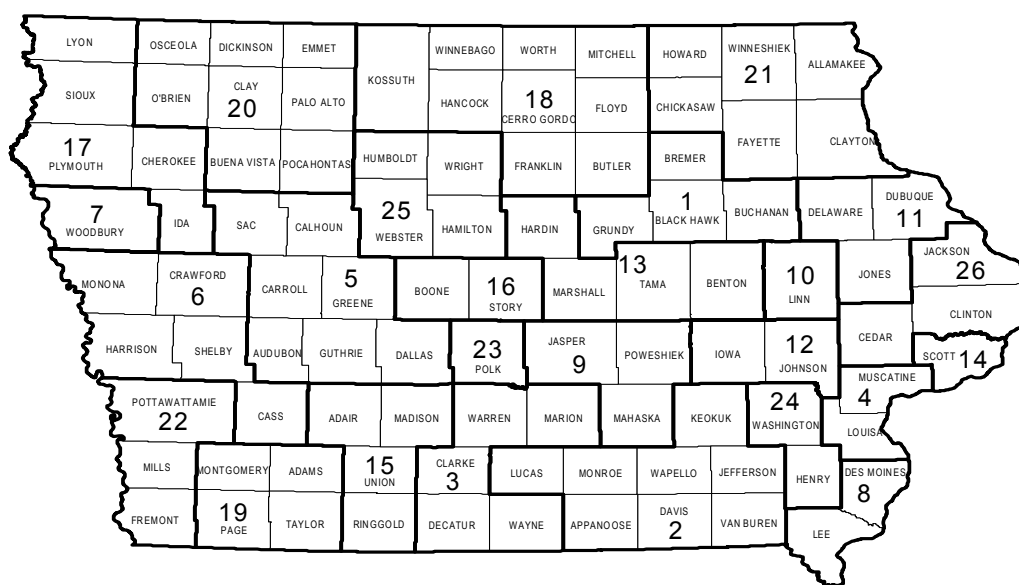 LYON
OSCEOLA
DICKINSON
EMMET
KOSSUTH
WINNEBAGO
WORTH
MITCHELL
HOWARD
WINNESHIEK
21
ALLAMAKEE
SIOUX
O'BRIEN
CLAY
20
PALO ALTO
HANCOCK
18
CERRO GORDO
FLOYD
CHICKASAW
17
PLYMOUTH
CHEROKEE
BUENA VISTA
POCAHONTAS
HUMBOLDT
WRIGHT
FRANKLIN
BUTLER
BREMER
FAYETTE
CLAYTON
7
WOODBURY
IDA
SAC
CALHOUN
25
WEBSTER
HAMILTON
HARDIN
GRUNDY
1
BLACK HAWK
BUCHANAN
DELAWARE
DUBUQUE
11
MONONA
CRAWFORD
6
CARROLL
5
GREENE
BOONE
16
STORY
MARSHALL
13
TAMA
BENTON
10
LINN
JONES
JACKSON
26
CLINTON
HARRISON
SHELBY
AUDUBON
GUTHRIE
DALLAS
23
POLK
JASPER
9
POWESHIEK
IOWA
12
JOHNSON
CEDAR
SCOTT 14
MUSCATINE
4
POTTAWATTAMIE
22
CASS
ADAIR
MADISON
WARREN
MARION
MAHASKA
KEOKUK
24
WASHINGTON
LOUISA
MILLS
MONTGOMERY
ADAMS
15
UNION
CLARKE
3
LUCAS
MONROE
WAPELLO
JEFFERSON
HENRY
DES MOINES
8
FREMONT
19
PAGE
TAYLOR
RINGGOLD
DECATUR
WAYNE
APPANOOSE
DAVIS
2
VAN BUREN
LEE